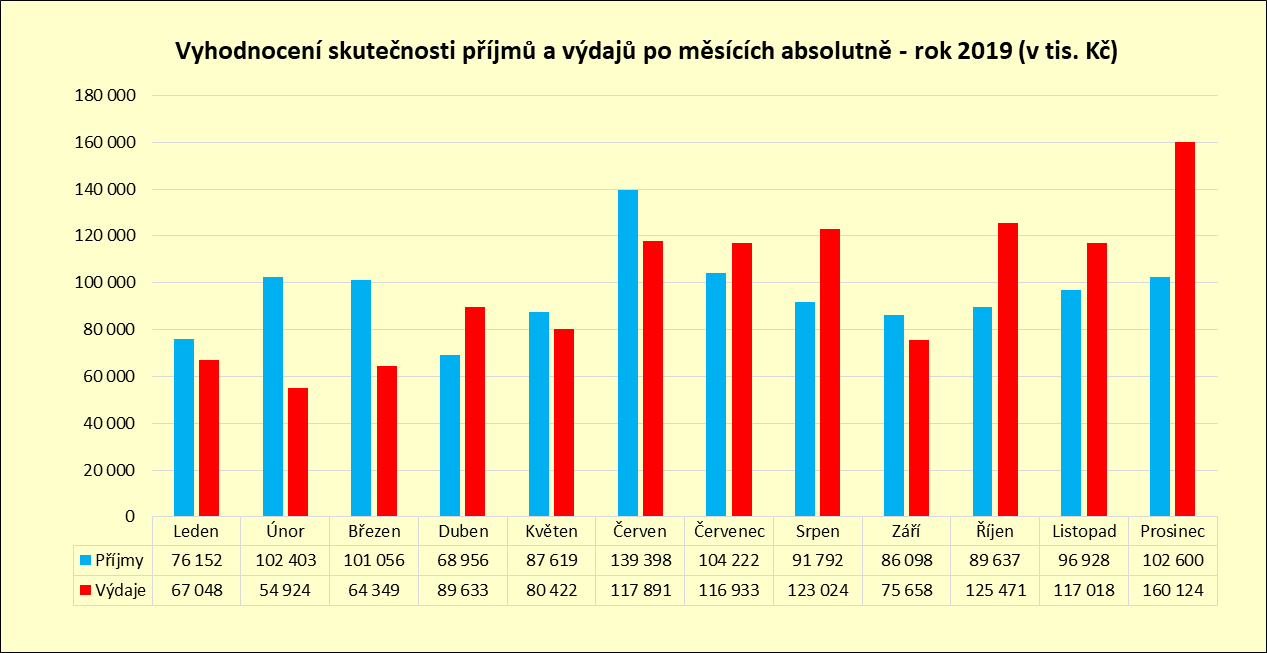 Vyhodnocení skutečnosti příjmů a výdajů po měsících absolutně - rok 2019 (v tis. Kč)
180 000
160 000
140 000
120 000
100 000
80 000
60 000
40 000
20 000
0
Leden Únor Březen Duben Květen Červen Červenec Srpen Září Říjen Listopad Prosinec
Příjmy 76 152 102 403 101 056 68 956 87 619 139 398 104 222 91 792 86 098 89 637 96 928 102 600
Výdaje 67 048 54 924 64 349 89 633 80 422 117 891 116 933 123 024 75 658 125 471 117 018 160 124